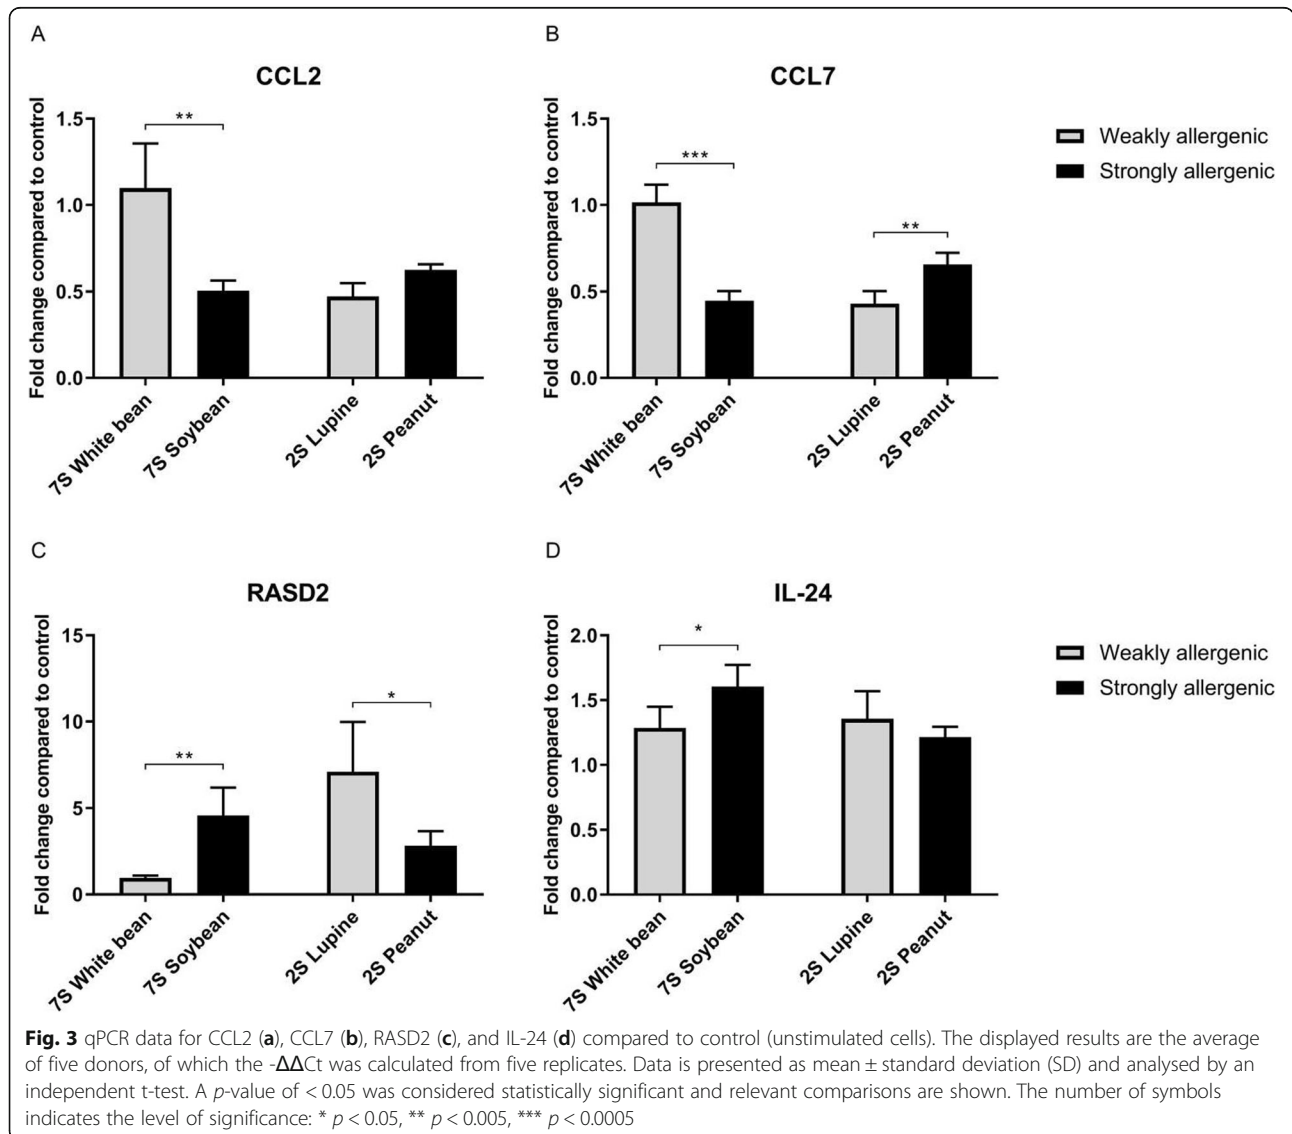 A
CCL2
Fold change compared to control
1.5
1.0
0.5
0.0
**
7S White bean
7S Soybean
2S Lupine
2S Peanut
B
CCL7
Fold change compared to control
1.5
1.0
0.5
0.0
***
**
7S White bean
7S Soybean
2S Lupine
2S Peanut
Weakly allergenic
Strongly allergenic
C
RASD2
Fold change compared to control
15
10
5
0
**
*
7S White bean
7S Soybean
2S Lupine
2S Peanut
D
IL-24
Fold change compared to control
2.0
1.5
1.0
0.5
0.0
*
7S White bean
7S Soybean
2S Lupine
2S Peanut
Weakly allergenic
Strongly allergenic
Fig. 3 qPCR data for CCL2 (a), CCL7 (b), RASD2 (c), and IL-24 (d) compared to control (unstimulated cells). The displayed results are the average
of five donors, of which the -ΔΔCt was calculated from five replicates. Data is presented as mean ± standard deviation (SD) and analysed by an
independent t-test. A p-value of < 0.05 was considered statistically significant and relevant comparisons are shown. The number of symbols
indicates the level of significance: * p < 0.05, ** p < 0.005, *** p < 0.0005